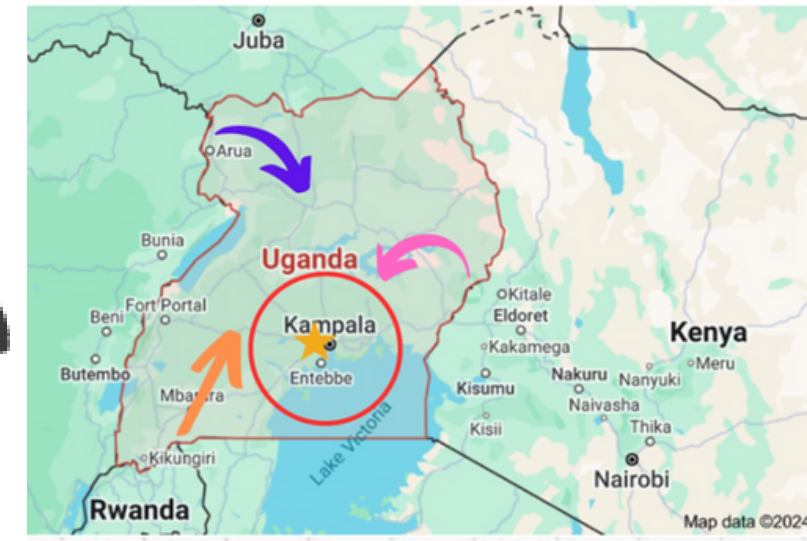 Juba
Arua
Bunia
Uganda
Kitale
Fort Portal
Eldoret
Beni
Kampala
Kenya
Kakamega
Butembo
Entebbe
Meru
Nakuru
Nanyuki
Kisumu
Naivasha
Kisii
Thika
Lake Victoria
Kikungiri
Nairobi
Rwanda
Map data ©2024